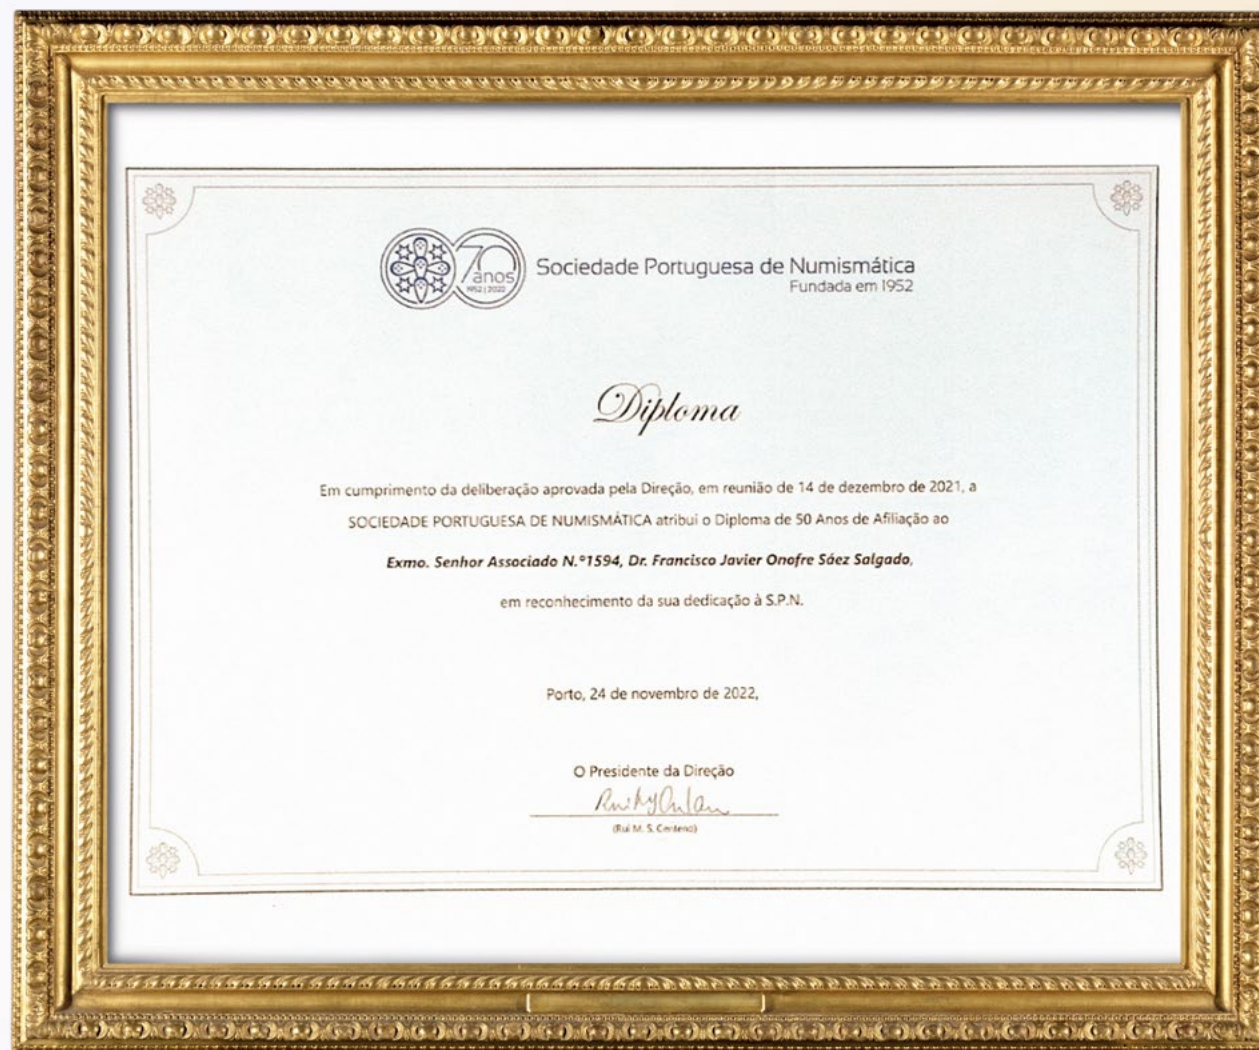 70
anos
1952 | 2022
Sociedade Portuguesa de Numismática
Fundada em 1952
Diploma
Em cumprimento da deliberação aprovada pela Direção, em reunião de 14 de dezembro de 2021, a
SOCIEDADE PORTUGUESA DE NUMISMÁTICA atribui o Diploma de 50 Anos de Afiliação ao
Exmo. Senhor Associado N.º1594, Dr. Francisco Javier Onofre Sáez Salgado,
em reconhecimento da sua dedicação à S.P.N.
Porto, 24 de novembro de 2022,
O Presidente da Direção
(Rui M. S. Centeno)